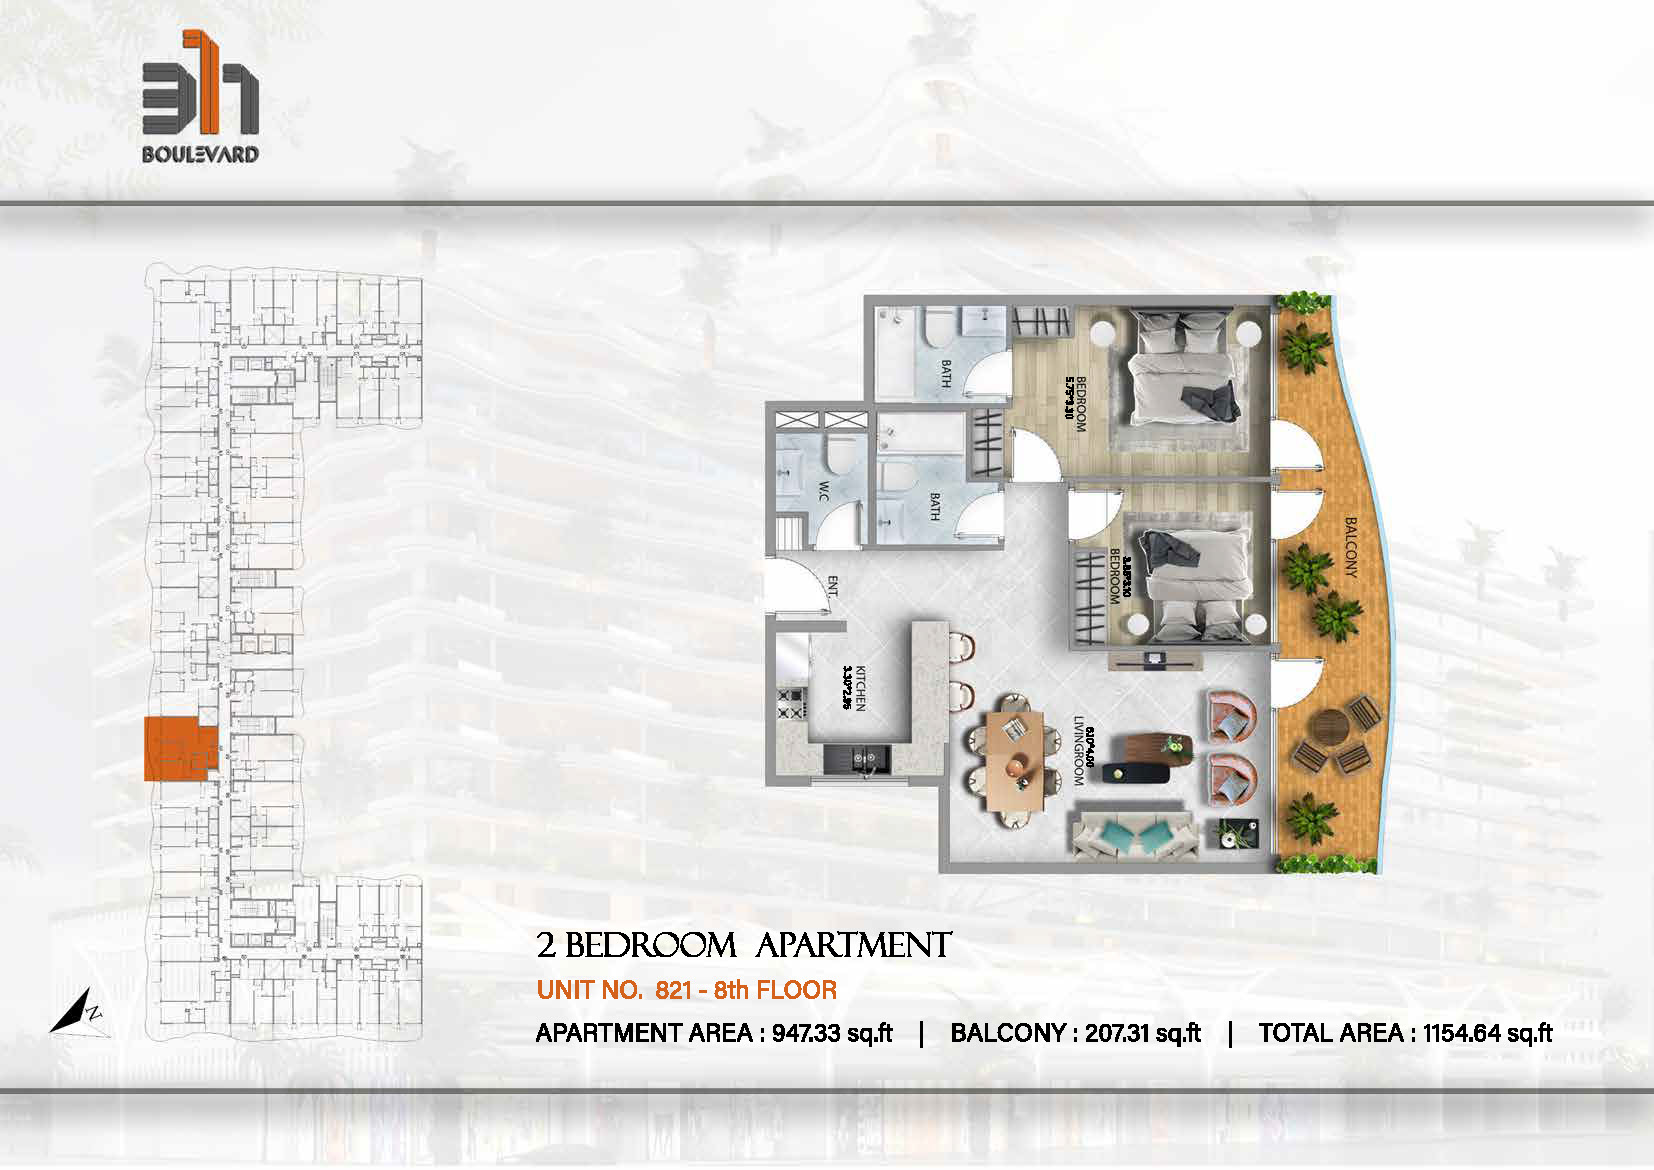 311
BOULEVARD
BATH
BEDROOM
5.75*3.30
W.C
BATH
BALCONY
3.85*3.10
BEDROOM
ENT.
KITCHEN
3.30*2.95
6.10*4.00
LIVINGROOM
2 BEDROOM APARTMENT
UNIT NO. 821 - 8th FLOOR
APARTMENT AREA : 947.33 sq.ft | BALCONY : 207.31 sq.ft | TOTAL AREA : 1154.64 sq.ft
N